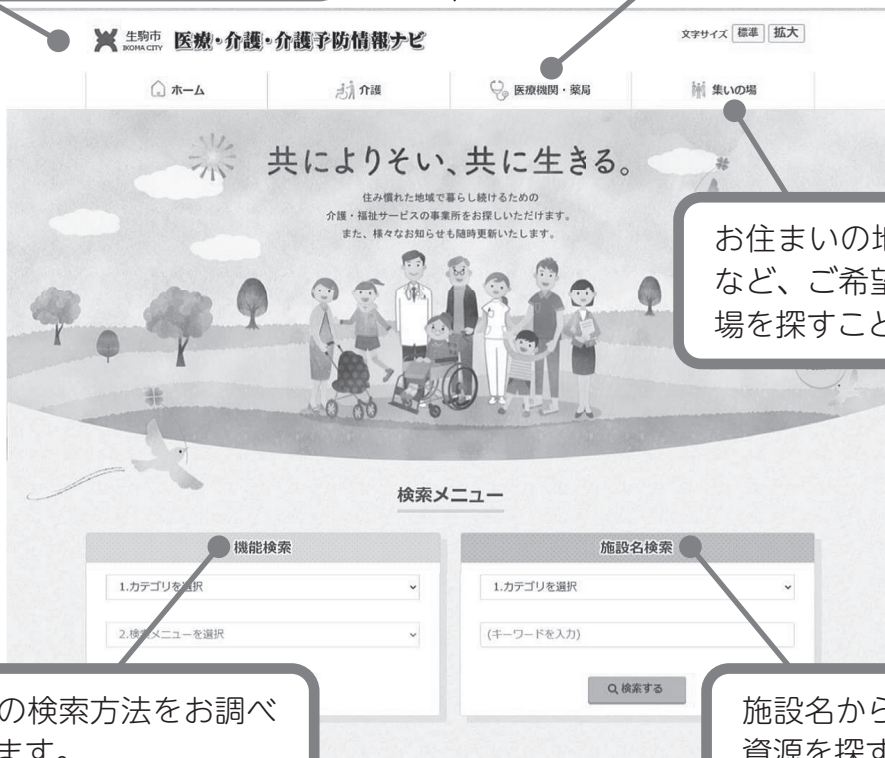 生駒市
IKOMA CITY
医療・介護・介護予防情報ナビ
文字サイズ 標準 拡大
ホーム
介護
医療機関・薬局
集いの場
共によりそい、共に生きる。
住み慣れた地域で暮らし続けるための
介護・福祉サービスの事業所をお探しいただけます。
また、様々なお知らせも随時更新いたします。
お住まいの地
など、ご希望
場を探すこと
検索メニュー
機能検索
1.カテゴリを選択
2.検索メニューを選択
施設名検索
1.カテゴリを選択
(キーワードを入力)
検索する
の検索方法をお調べ
ます。
施設名から
資源を探す